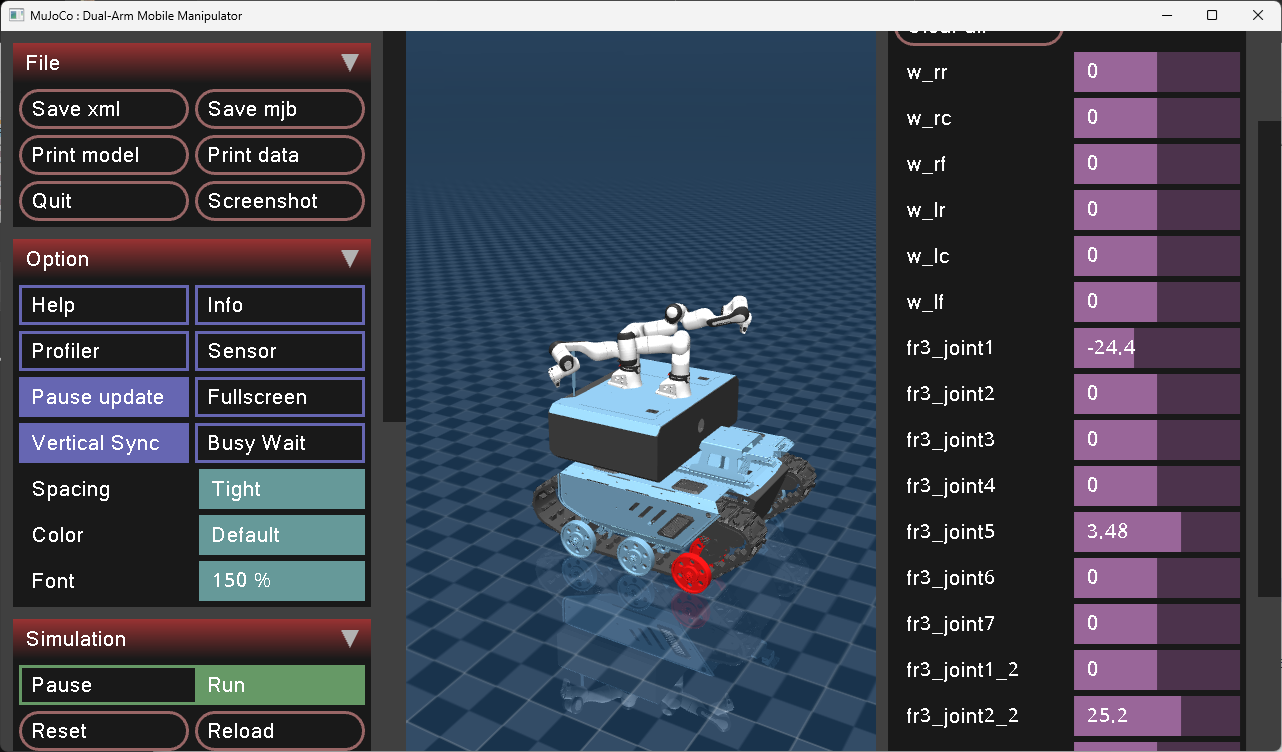 MuJoCo : Dual-Arm Mobile Manipulator
File
Save xml Save mjb
Print model Print data
Quit Screenshot
Option
Help Info
Profiler Sensor
Pause update Fullscreen
Vertical Sync Busy Wait
Spacing Tight
Color Default
Font 150 %
Simulation
Pause Run
Reset Reload
Clear all
w_rr 0
w_rc 0
w_rf 0
w_lr 0
w_lc 0
w_lf 0
fr3_joint1 -24.4
fr3_joint2 0
fr3_joint3 0
fr3_joint4 0
fr3_joint5 3.48
fr3_joint6 0
fr3_joint7 0
fr3_joint1_2 0
fr3_joint2_2 25.2